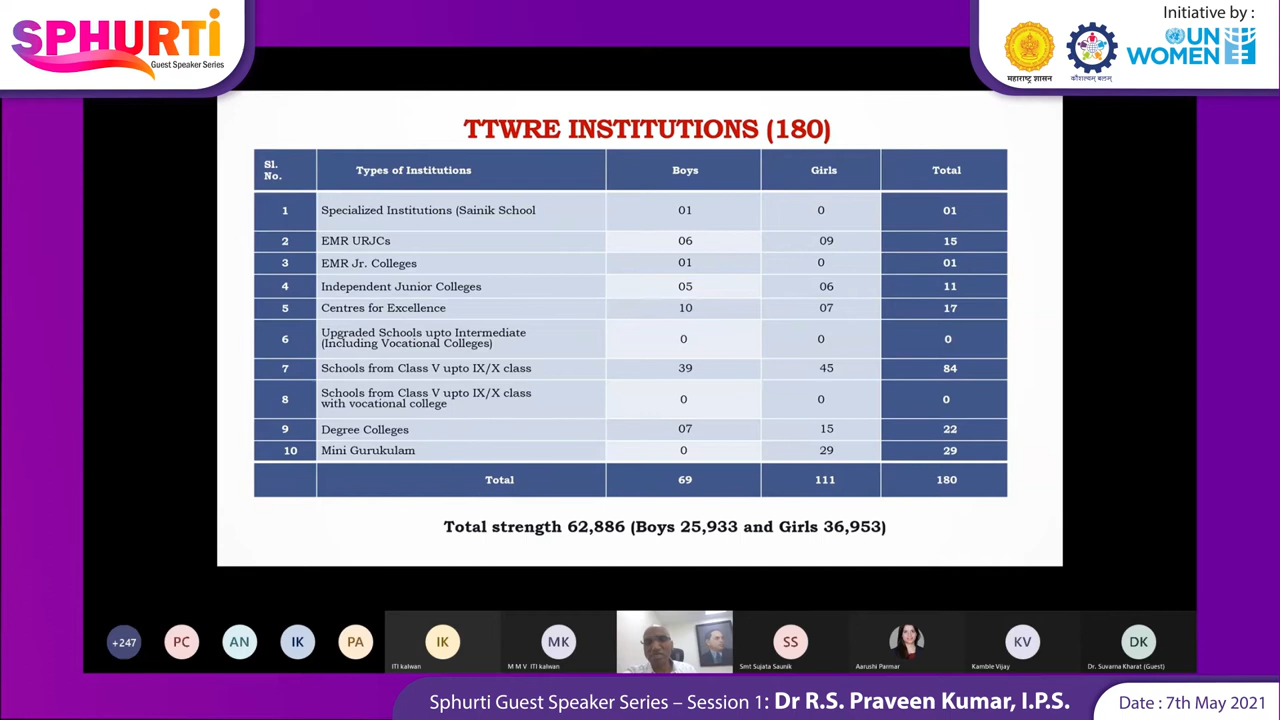 SPHURTI
Guest Speaker Series
Initiative by :
महाराष्ट्र शासन
कौशल्यम् बलम्
UN
WOMEN
TTWRE INSTITUTIONS (180)
Sl. No. Types of Institutions Boys Girls Total
1 Specialized Institutions (Sainik School 01 0 01
2 EMR URJCs 06 09 15
3 EMR Jr. Colleges 01 0 01
4 Independent Junior Colleges 05 06 11
5 Centres for Excellence 10 07 17
6 Upgraded Schools upto Intermediate
(Including Vocational Colleges) 0 0 0
7 Schools from Class V upto IX/X class 39 45 84
8 Schools from Class V upto IX/X class
with vocational college 0 0 0
9 Degree Colleges 07 15 22
10 Mini Gurukulam 0 29 29
Total 69 111 180
Total strength 62,886 (Boys 25,933 and Girls 36,953)
+247 PC AN IK PA IK MK SS KV DK
ITI kalwan M M V ITI kalwan Smt Sujata Saunik Aarushi Parmar Kamble Vijay Dr. Suvarna Kharat (Guest)
Sphurti Guest Speaker Series – Session 1: Dr R.S. Praveen Kumar, I.P.S.
Date : 7th May 2021